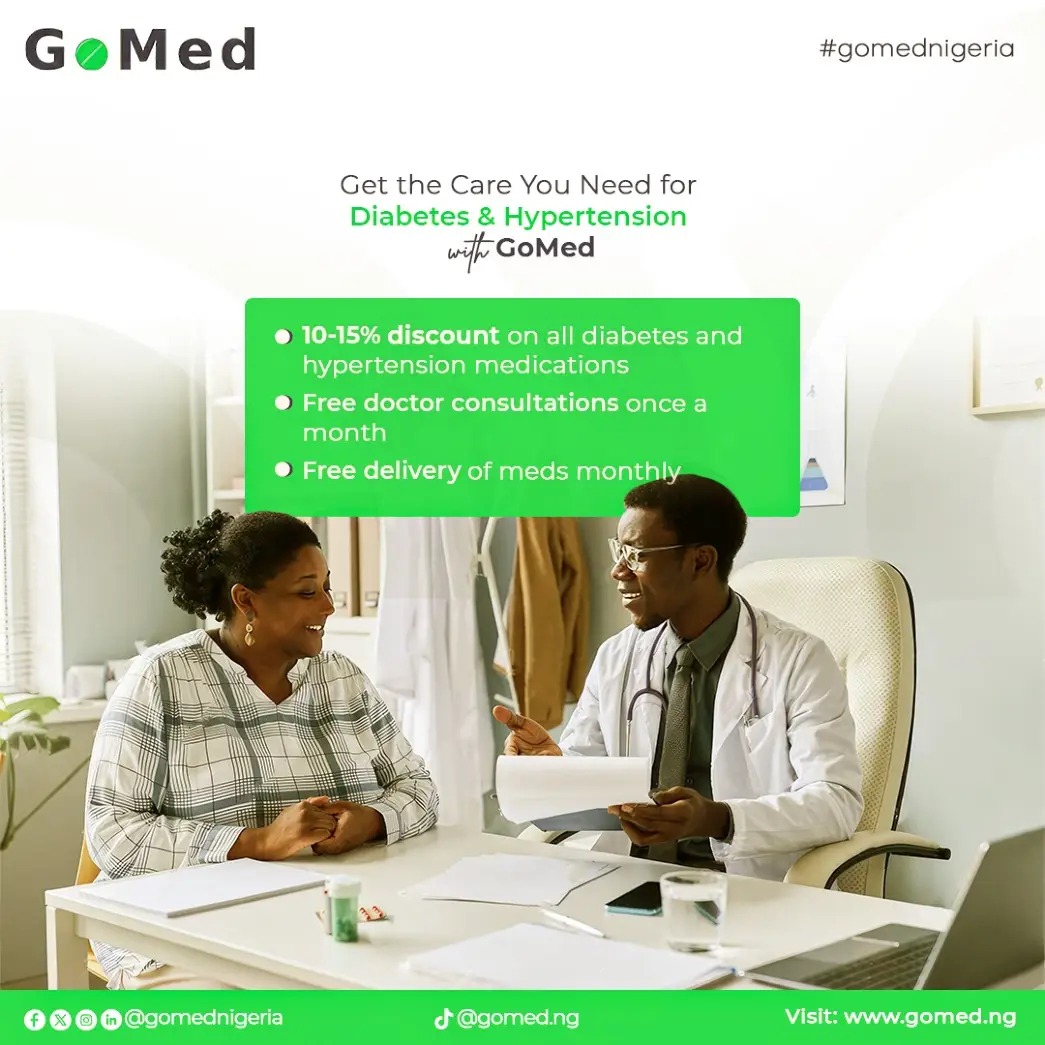 GoMed
#gomednigeria
Get the Care You Need for
Diabetes & Hypertension
with GoMed
10-15% discount on all diabetes and
hypertension medications
Free doctor consultations once a
month
Free delivery of meds monthly
@gomednigeria
@gomed.ng
Visit: www.gomed.ng